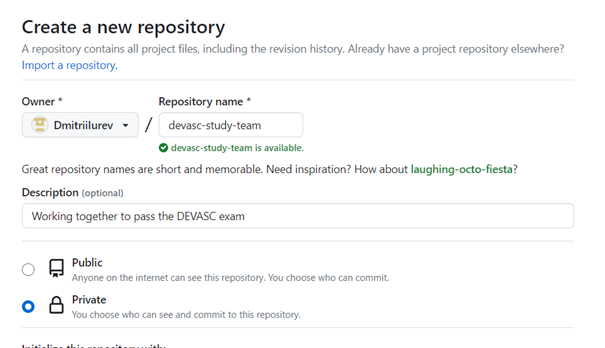 Create a new repository
A repository contains all project files, including the revision history. Already have a project repository elsewhere?
Import a repository.
Owner *
Repository name *
Dmitriilurev
/
devasc-study-team
devasc-study-team is available.
Great repository names are short and memorable. Need inspiration? How about laughing-octo-fiesta?
Description (optional)
Working together to pass the DEVASC exam
Public
Anyone on the internet can see this repository. You choose who can commit.
Private
You choose who can see and commit to this repository.
Initialize this repository with: